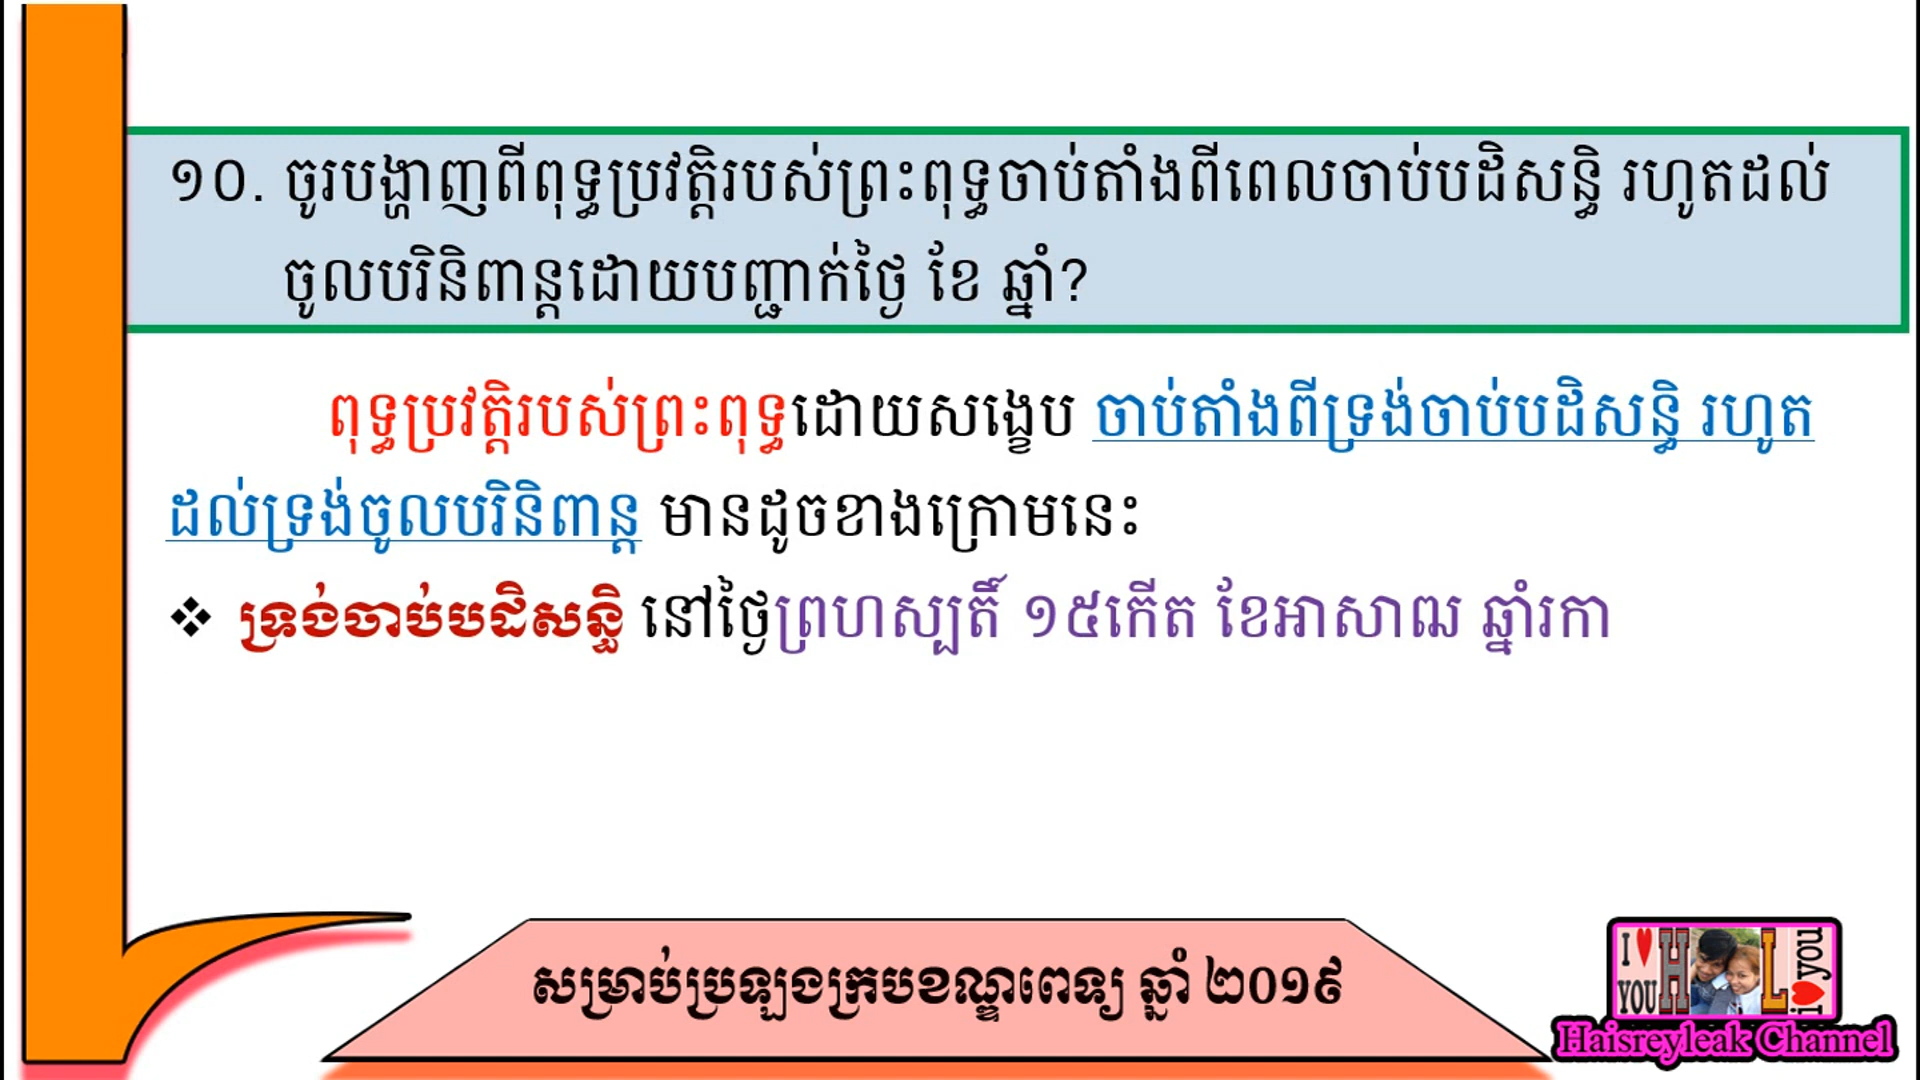 ១០. ចូរបង្ហាញពីពុទ្ធប្រវត្តិរបស់ព្រះពុទ្ធចាប់តាំងពីពេលចាប់បដិសន្ធិ រហូតដល់
ចូលបរិនិពាន្តដោយបញ្ជាក់ថ្ងៃ ខែ ឆ្នាំ?
ពុទ្ធប្រវត្តិរបស់ព្រះពុទ្ធដោយសង្ខេប ចាប់តាំងពីទ្រង់ចាប់បដិសន្ធិ រហូត
ដល់ទ្រង់ចូលបរិនិពាន្ត មានដូចខាងក្រោមនេះ
❖ ទ្រង់ចាប់បដិសន្ធិ នៅថ្ងៃព្រហស្បតិ៍ ១៥កើត ខែអាសាឍ ឆ្នាំរកា
សម្រាប់ប្រឡងក្របខណ្ឌពេទ្យ ឆ្នាំ ២០១៩
I ♥ YOU H L i ♥ you
Haisreyleak Channel